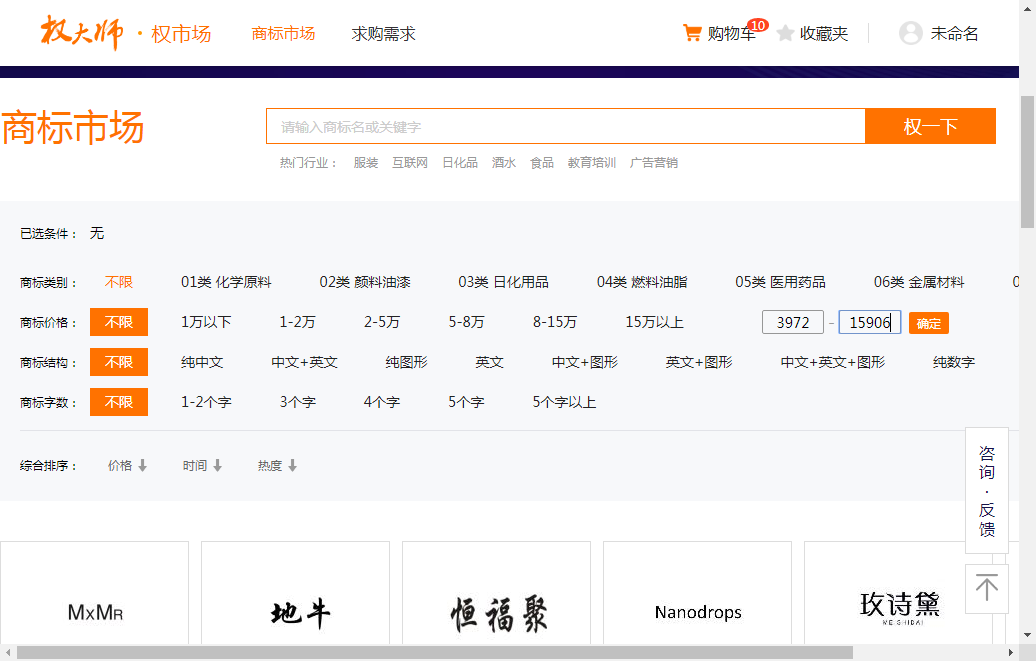 权大师 · 权市场 商标市场 求购需求 购物车 10 收藏夹 未命名
商标市场 请输入商标名或关键字 权一下
热门行业： 服装 互联网 日化品 酒水 食品 教育培训 广告营销
已选条件： 无
商标类别： 不限 01类 化学原料 02类 颜料油漆 03类 日化用品 04类 燃料油脂 05类 医用药品 06类 金属材料 0
商标价格： 不限 1万以下 1-2万 2-5万 5-8万 8-15万 15万以上 3972 - 15906 确定
商标结构： 不限 纯中文 中文+英文 纯图形 英文 中文+图形 英文+图形 中文+英文+图形 纯数字
商标字数： 不限 1-2个字 3个字 4个字 5个字 5个字以上
综合排序： 价格 时间 热度
咨询·反馈
MxMR 地牛 恒福聚 Nanodrops 玫诗黛
MEISHIDAI